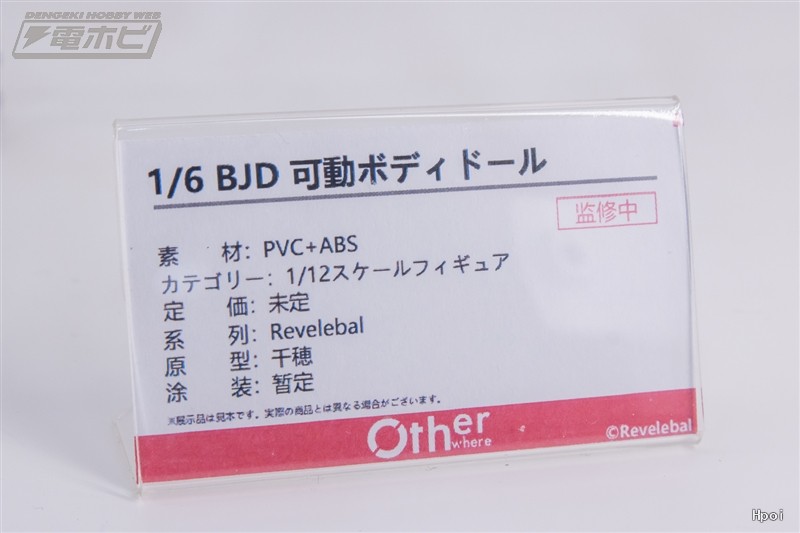 DENGEKI HOBBY WEB
電ホビ
1/6 BJD 可動ボディドール
监修中
素 材: PVC+ABS
カテゴリー: 1/12スケールフィギュア
定 価: 未定
系 列: Revelebal
原 型: 千穂
涂 装: 暂定
※展示品は見本です。実際の商品とは異なる場合がございます。
Other
where
©Revelebal
Hpoi